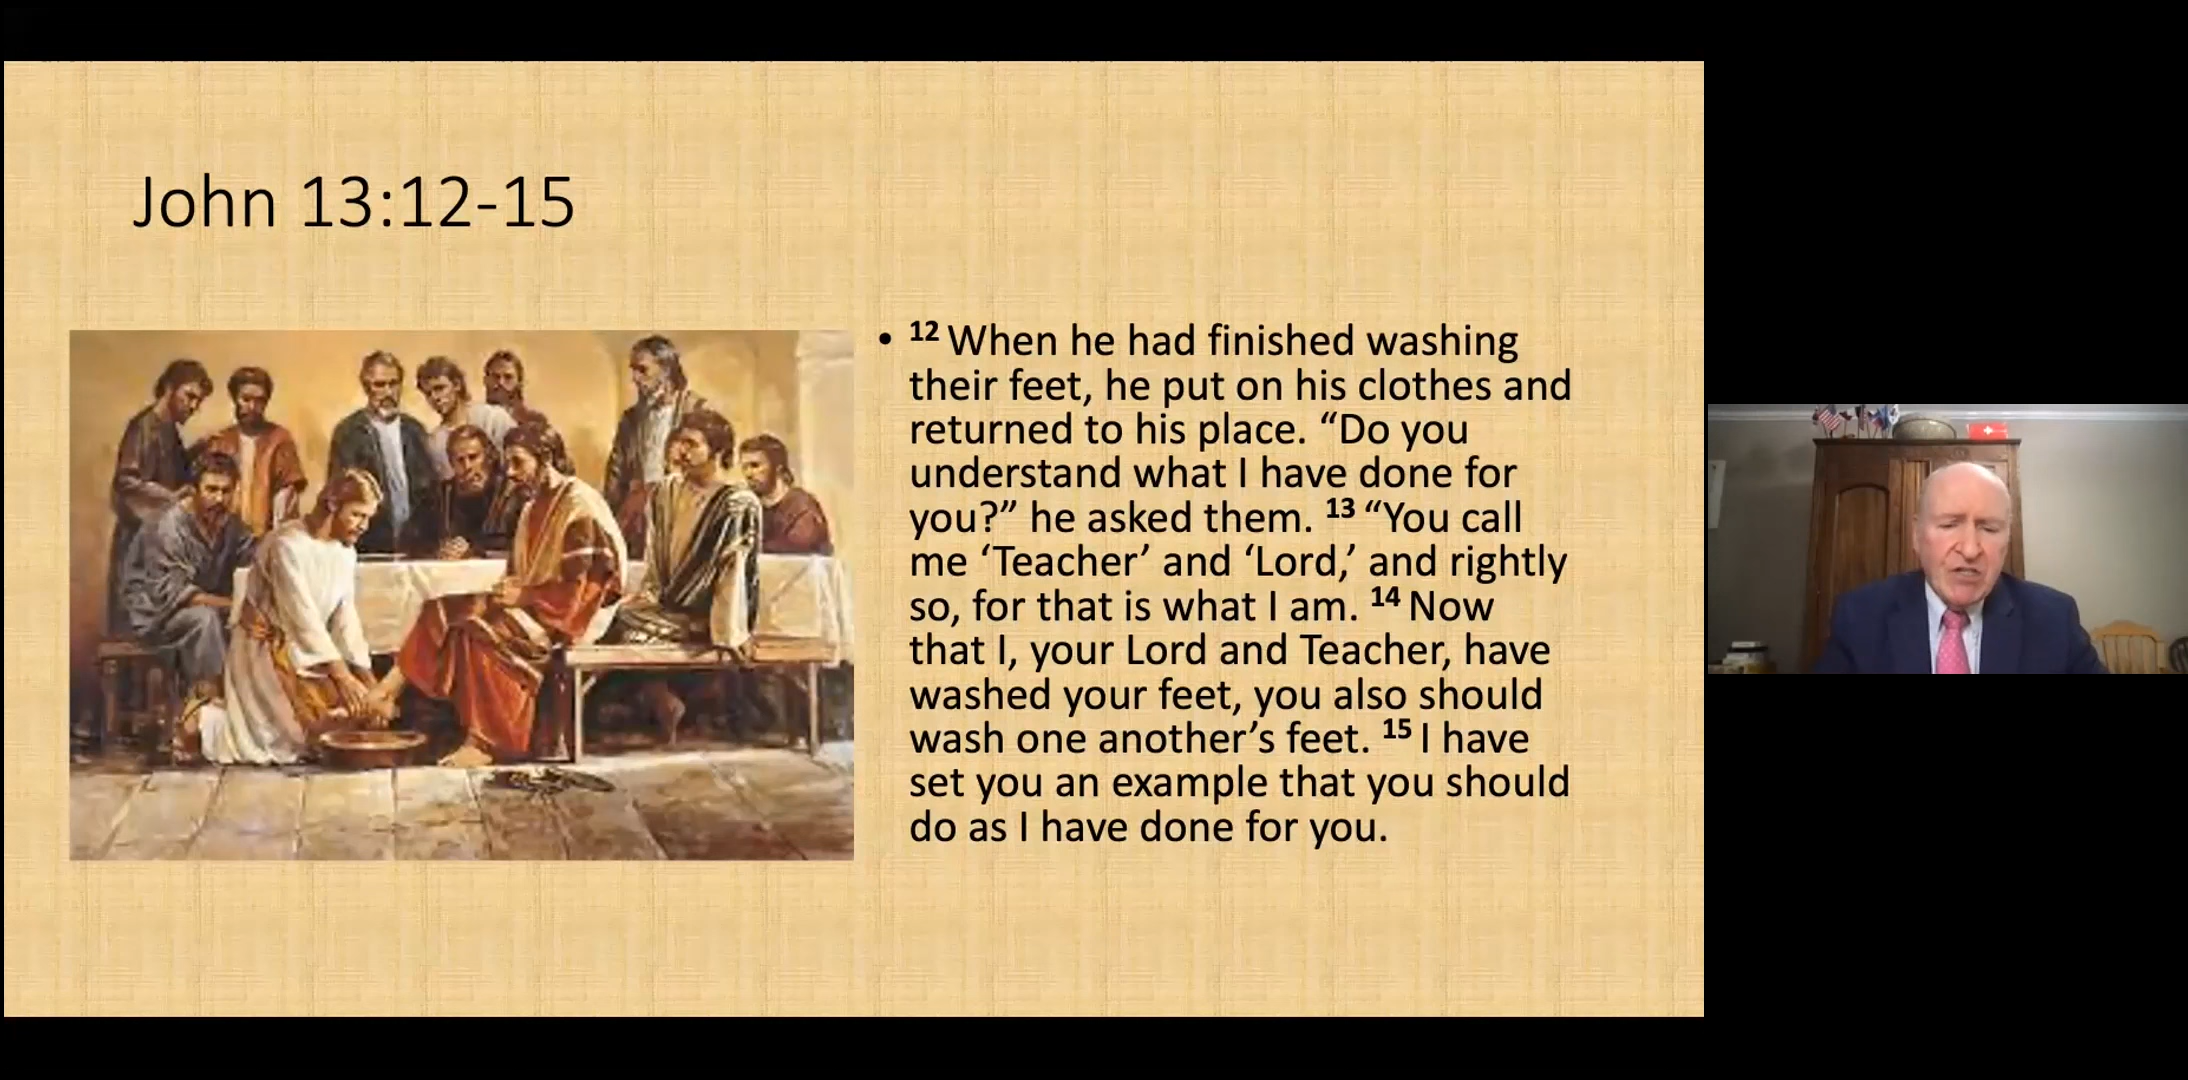 John 13:12-15
• 12 When he had finished washing
their feet, he put on his clothes and
returned to his place. “Do you
understand what I have done for
you?” he asked them. 13 “You call
me ‘Teacher’ and ‘Lord,’ and rightly
so, for that is what I am. 14 Now
that I, your Lord and Teacher, have
washed your feet, you also should
wash one another’s feet. 15 I have
set you an example that you should
do as I have done for you.